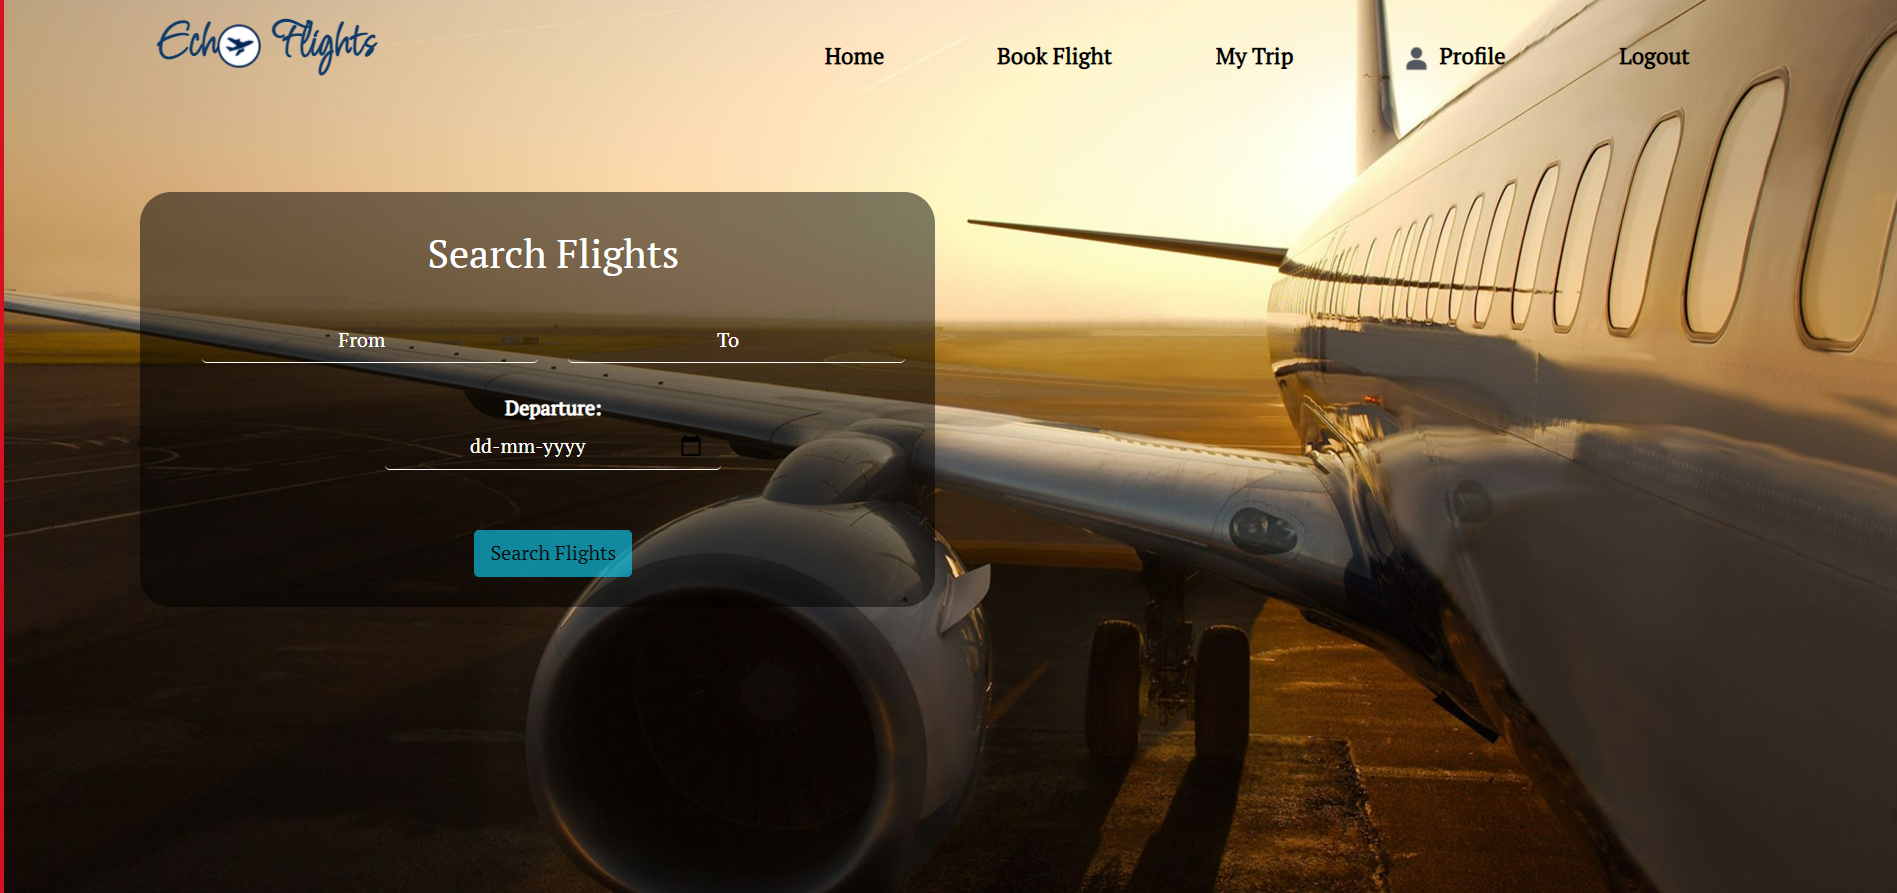 Echo Flights
Home Book Flight My Trip Profile Logout
Search Flights
From To
Departure:
dd-mm-yyyy
Search Flights